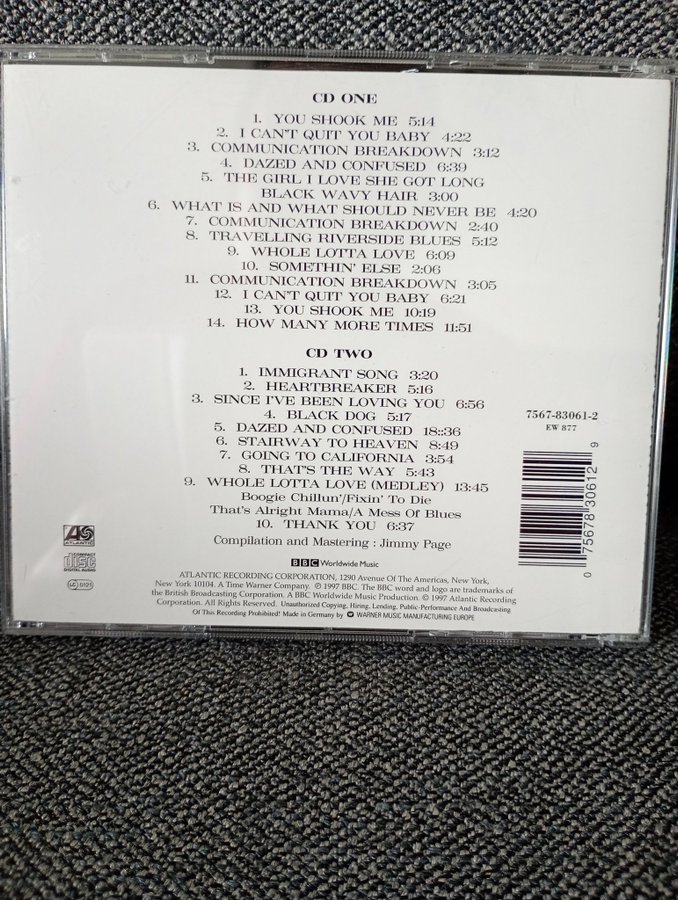 CD ONE
1. YOU SHOOK ME 5:14
2. I CAN'T QUIT YOU BABY 4:22
3. COMMUNICATION BREAKDOWN 3:12
4. DAZED AND CONFUSED 6:39
5. THE GIRL I LOVE SHE GOT LONG
BLACK WAVY HAIR 3:00
6. WHAT IS AND WHAT SHOULD NEVER BE 4:20
7. COMMUNICATION BREAKDOWN 2:40
8. TRAVELLING RIVERSIDE BLUES 5:12
9. WHOLE LOTTA LOVE 6:09
10. SOMETHIN' ELSE 2:06
11. COMMUNICATION BREAKDOWN 3:05
12. I CAN'T QUIT YOU BABY 6:21
13. YOU SHOOK ME 10:19
14. HOW MANY MORE TIMES 11:51
CD TWO
1. IMMIGRANT SONG 3:20
2. HEARTBREAKER 5:16
3. SINCE I'VE BEEN LOVING YOU 6:56
4. BLACK DOG 5:17
5. DAZED AND CONFUSED 18::36
6. STAIRWAY TO HEAVEN 8:49
7. GOING TO CALIFORNIA 3:54
8. THAT'S THE WAY 5:43
9. WHOLE LOTTA LOVE (MEDLEY) 13:45
Boogie Chillun'/Fixin' To Die
That's Alright Mama/A Mess Of Blues
10. THANK YOU 6:37
Compilation and Mastering : Jimmy Page
7567-83061-2
EW 877
0 75678 30612 9
ATLANTIC
COMPACT
disc
DIGITAL AUDIO
LC 0121
BBC Worldwide Music
ATLANTIC RECORDING CORPORATION, 1290 Avenue Of The Americas, New York,
New York 10104. A Time Warner Company. ℗ 1997 BBC. The BBC word and logo are trademarks of
the British Broadcasting Corporation. A BBC Worldwide Music Production. © 1997 Atlantic Recording
Corporation. All Rights Reserved. Unauthorized Copying, Hiring, Lending, Public Performance And Broadcasting
Of This Recording Prohibited! Made in Germany by WARNER MUSIC MANUFACTURING EUROPE